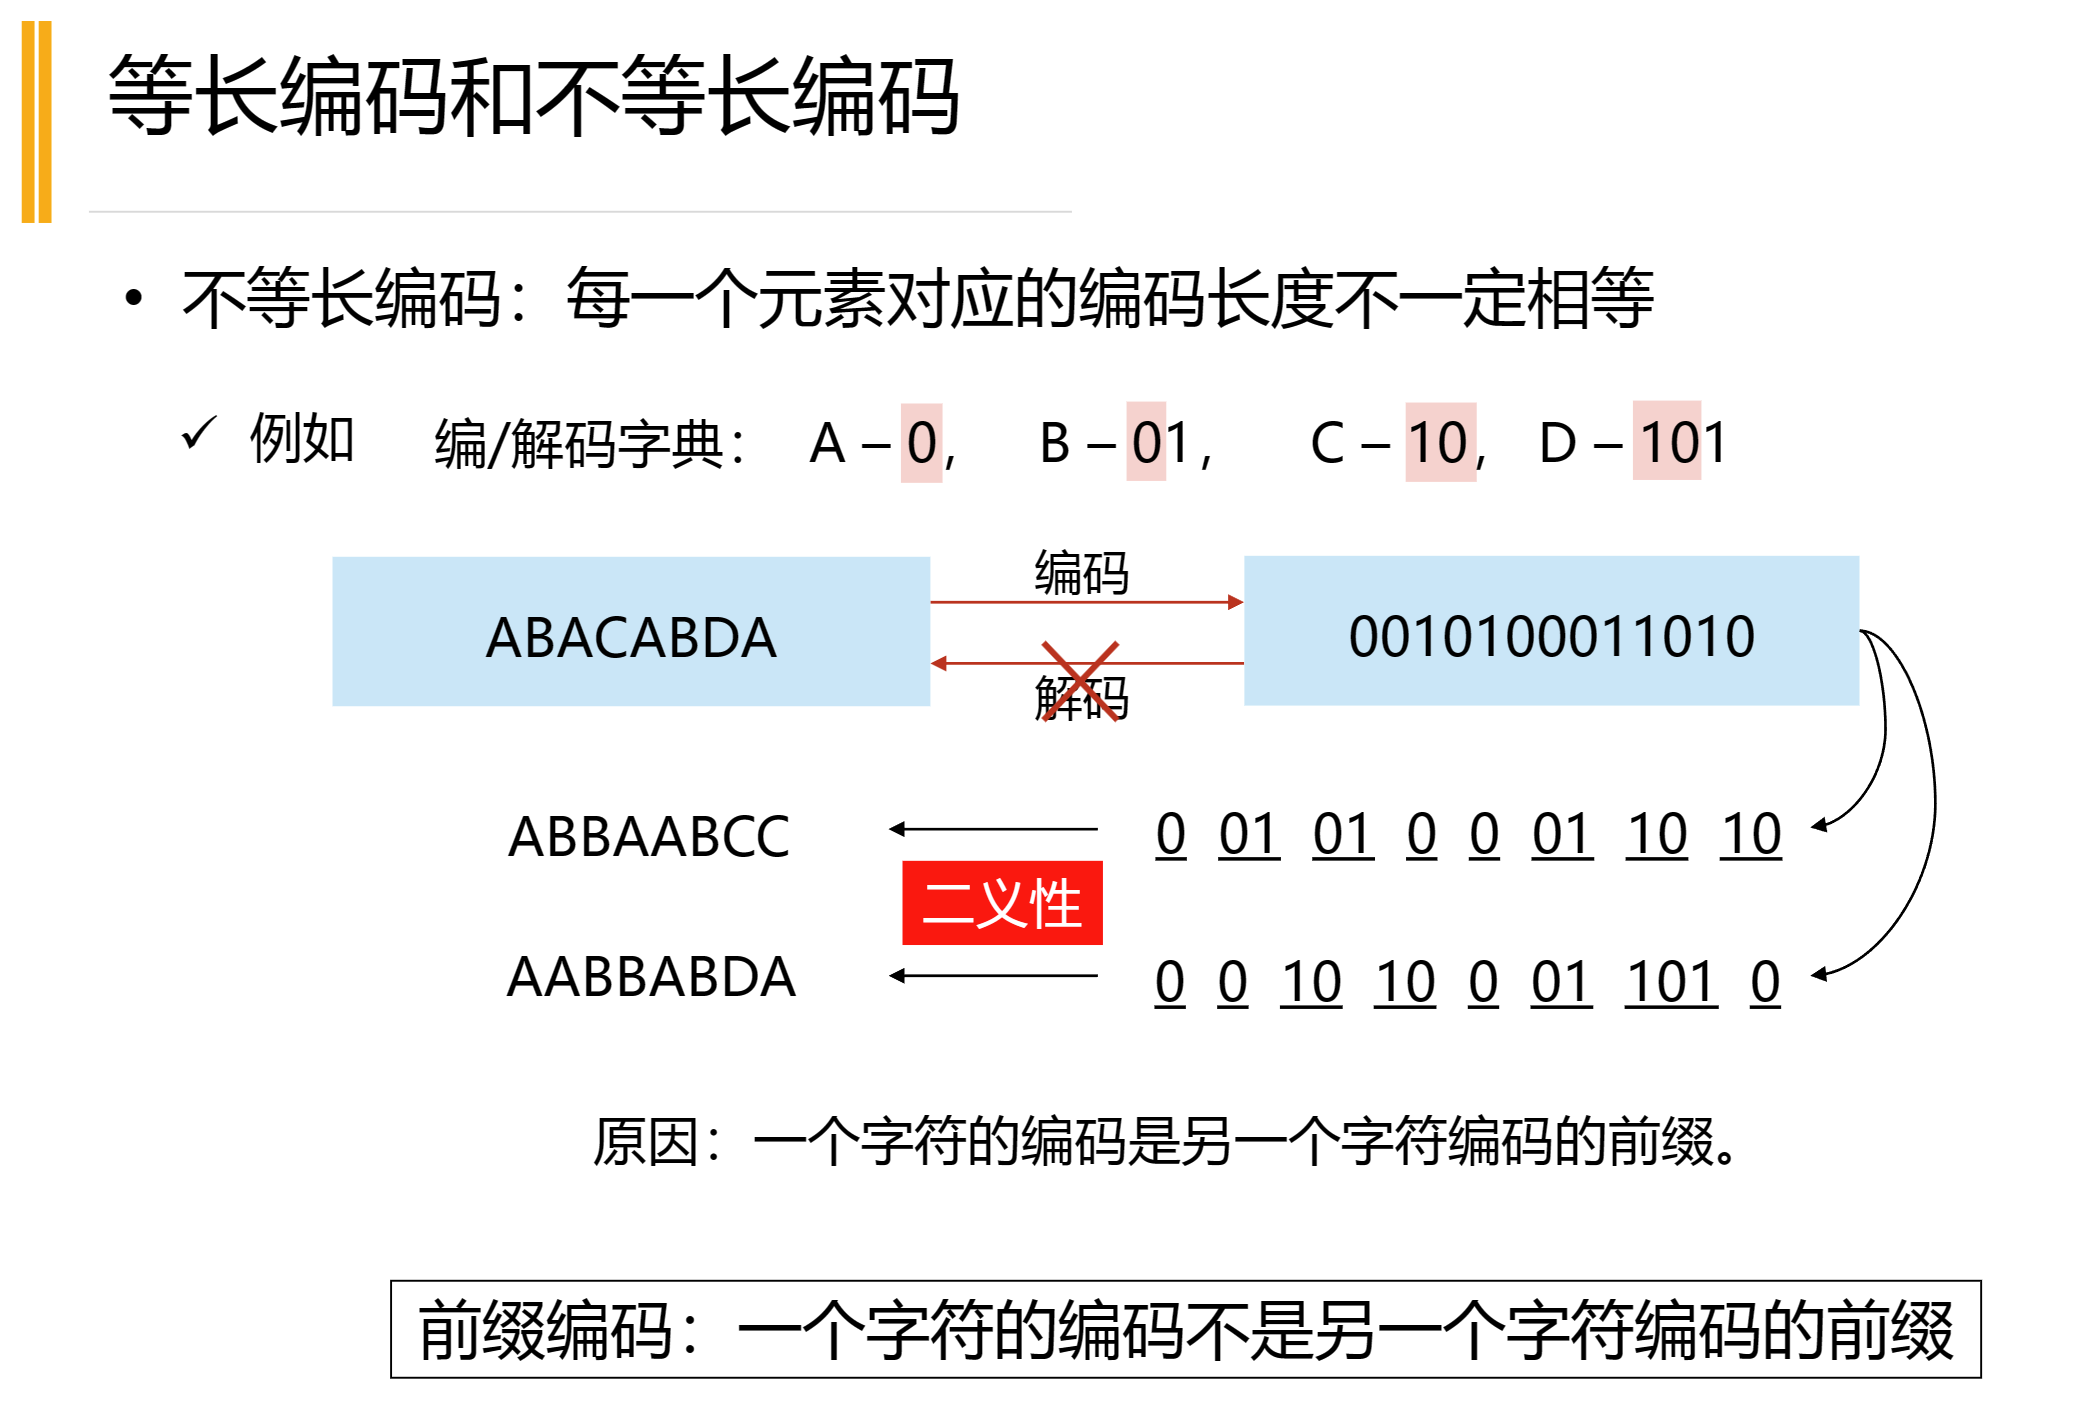 等长编码和不等长编码
• 不等长编码：每一个元素对应的编码长度不一定相等
✓ 例如 编/解码字典： A – 0, B – 01, C – 10, D – 101
编码
ABACABDA 0010100011010
解码
ABBAABCC 0 01 01 0 0 01 10 10
二义性
AABBABDA 0 0 10 10 0 01 101 0
原因：一个字符的编码是另一个字符编码的前缀。
前缀编码：一个字符的编码不是另一个字符编码的前缀